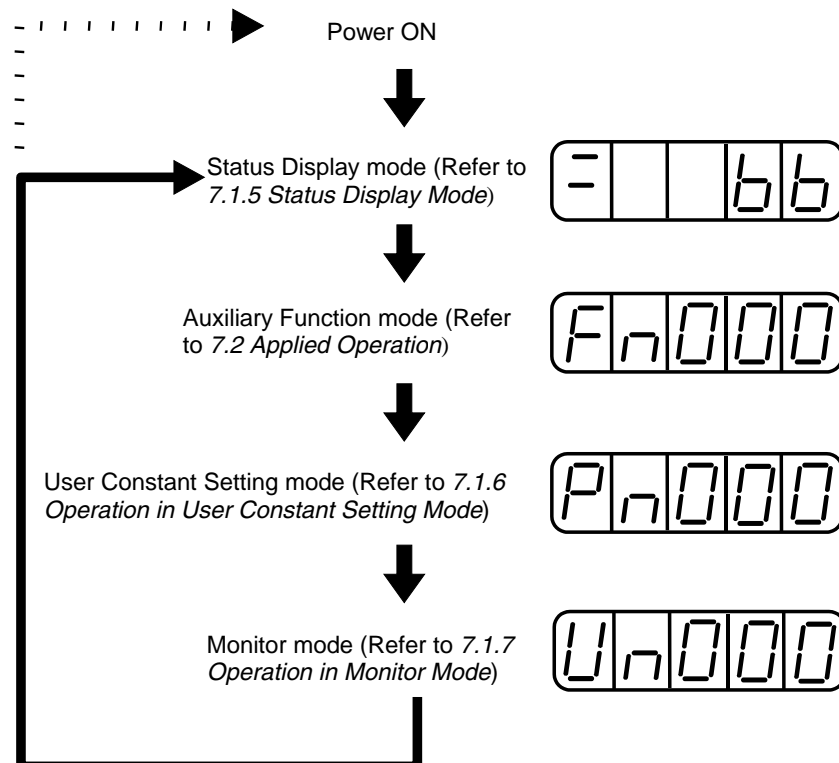 Power ON
Status Display mode (Refer to
7.1.5 Status Display Mode)
bb
Auxiliary Function mode (Refer
to 7.2 Applied Operation)
Fn000
User Constant Setting mode (Refer to 7.1.6
Operation in User Constant Setting Mode)
Pn000
Monitor mode (Refer to 7.1.7
Operation in Monitor Mode)
Un000